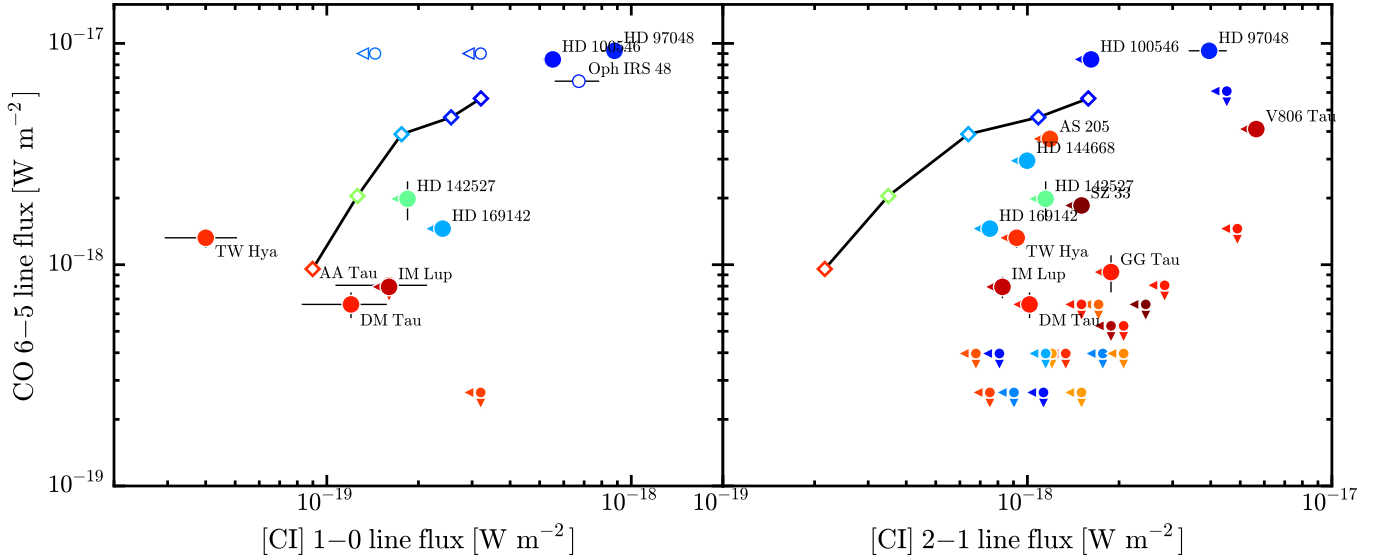 CO 6−5 line flux [W m−2]
10−17
10−18
10−19
HD 100546
HD 97048
Oph IRS 48
HD 142527
HD 169142
TW Hya
AA Tau
IM Lup
DM Tau
10−19
10−18
[CI] 1−0 line flux [W m−2]
HD 100546
HD 97048
V806 Tau
AS 205
HD 144668
HD 142527
SZ 33
HD 169142
TW Hya
GG Tau
IM Lup
DM Tau
10−19
10−18
10−17
[CI] 2−1 line flux [W m−2]